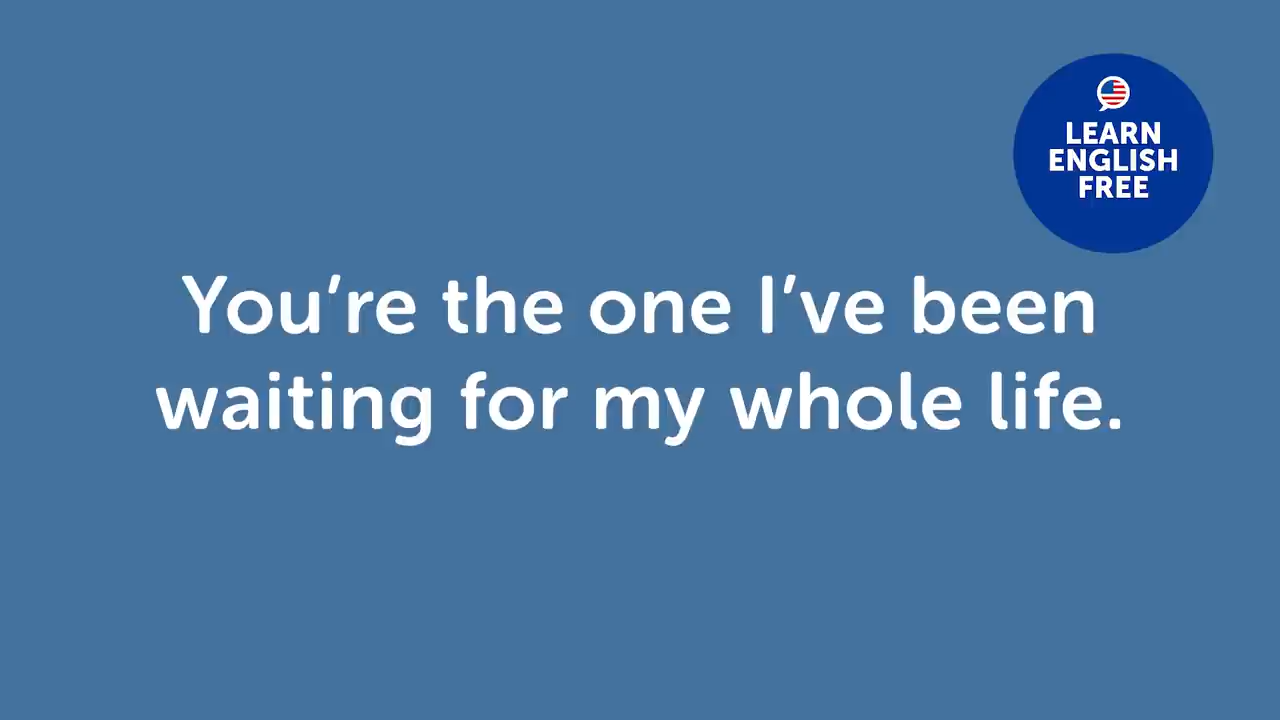 LEARN
ENGLISH
FREE
You’re the one I’ve been
waiting for my whole life.